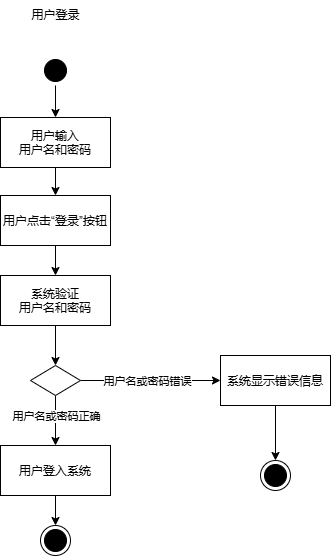 用户登录
用户输入
用户名和密码
用户点击“登录”按钮
系统验证
用户名和密码
用户名或密码错误
系统显示错误信息
用户名或密码正确
用户登入系统